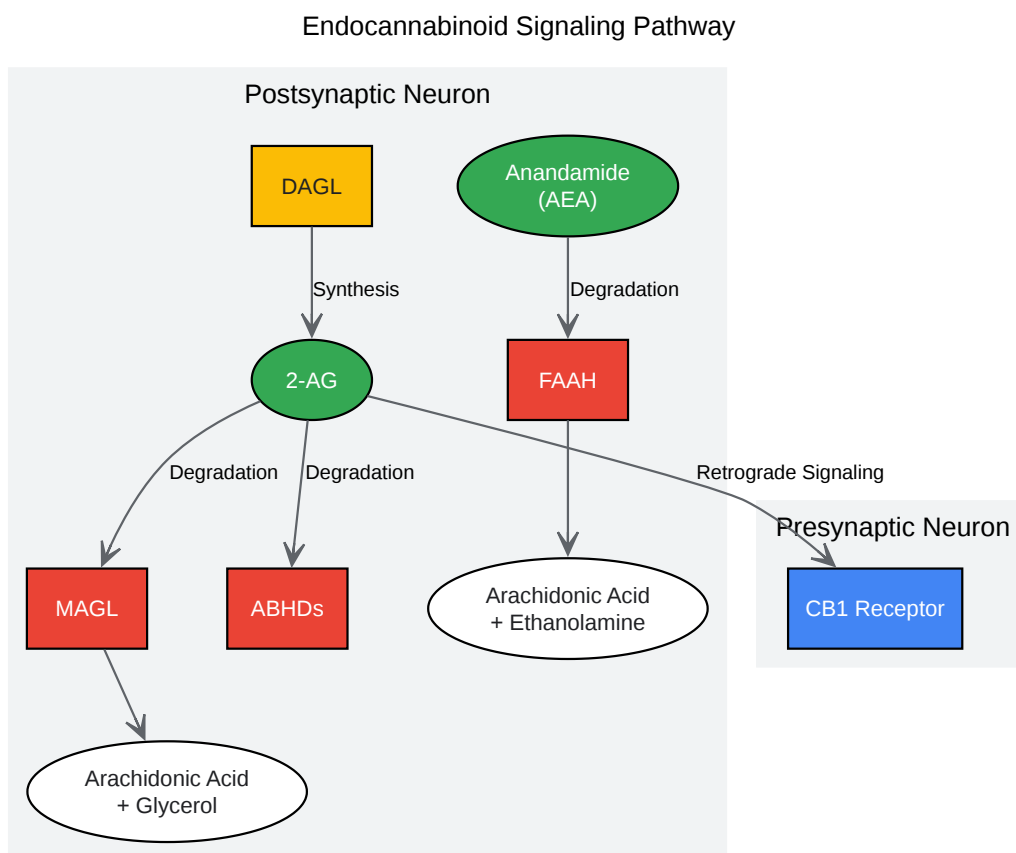 Endocannabinoid Signaling Pathway
Postsynaptic Neuron
DAGL
Anandamide
(AEA)
Synthesis
Degradation
2-AG
FAAH
Degradation
Degradation
Retrograde Signaling
Presynaptic Neuron
MAGL
ABHDs
Arachidonic Acid
+ Ethanolamine
CB1 Receptor
Arachidonic Acid
+ Glycerol